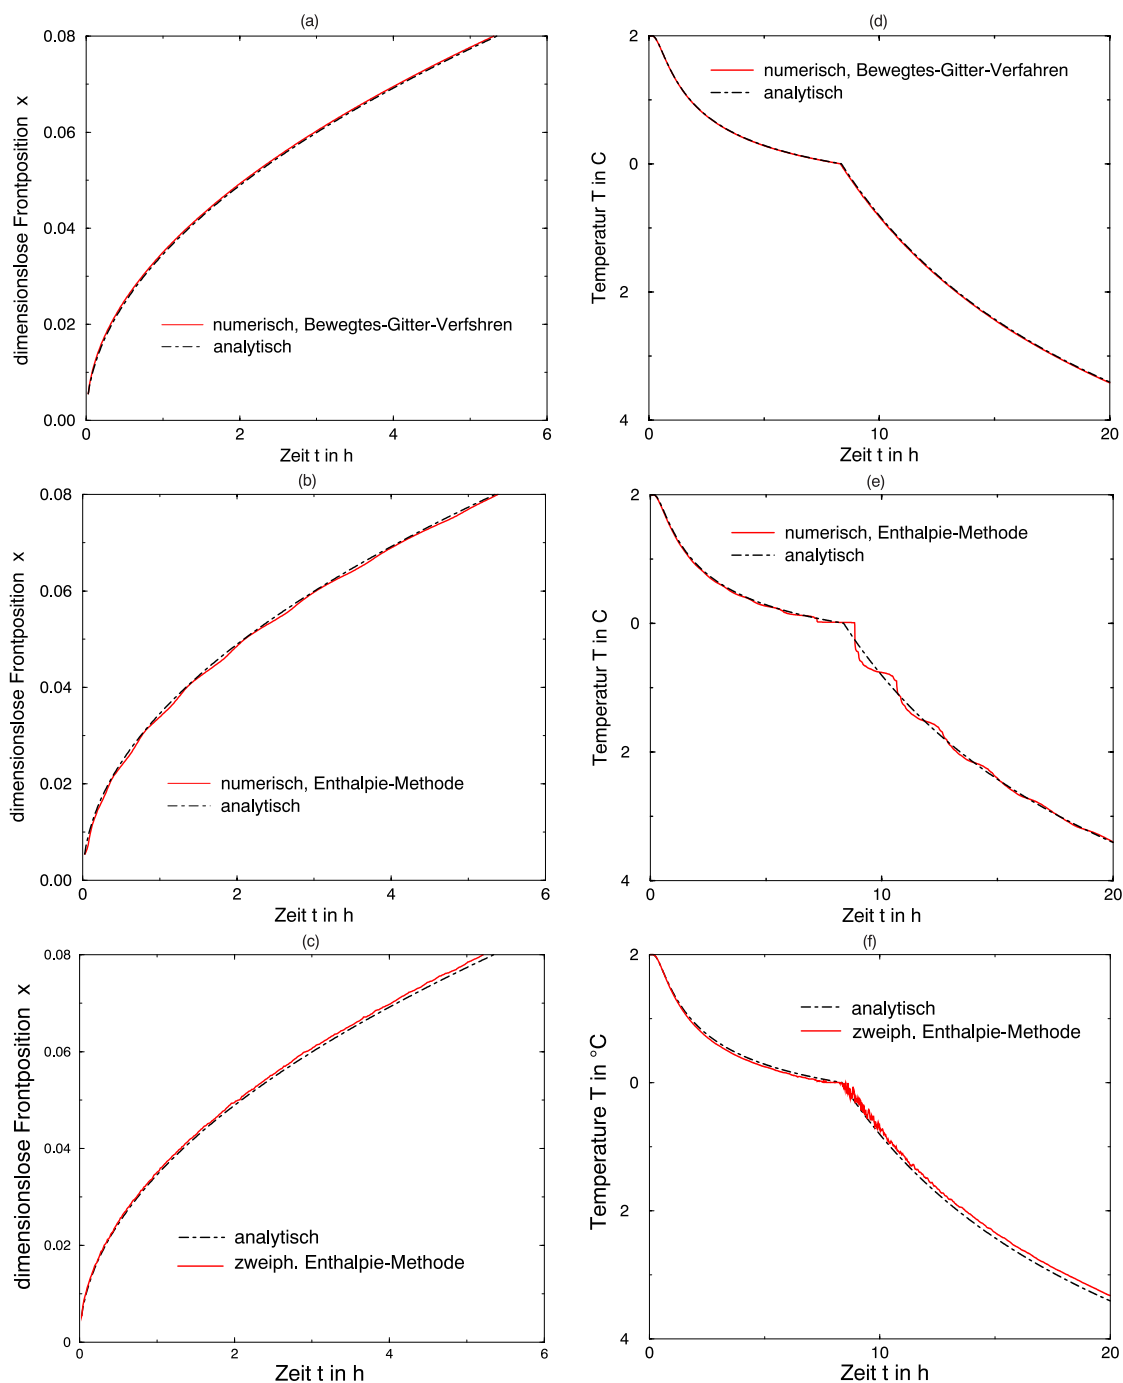 (a)
0.08
0.06
0.04
0.02
0.00
0
2
4
6
dimensionslose Frontposition x
Zeit t in h
numerisch, Bewegtes-Gitter-Verfshren
analytisch
(d)
2
0
2
4
0
10
20
Temperatur T in C
Zeit t in h
numerisch, Bewegtes-Gitter-Verfahren
analytisch
(b)
0.08
0.06
0.04
0.02
0.00
0
2
4
6
dimensionslose Frontposition x
Zeit t in h
numerisch, Enthalpie-Methode
analytisch
(e)
2
0
2
4
0
10
20
Temperatur T in C
Zeit t in h
numerisch, Enthalpie-Methode
analytisch
(c)
0.08
0.06
0.04
0.02
0
0
2
4
6
dimensionslose Frontposition x
Zeit t in h
analytisch
zweiph. Enthalpie-Methode
(f)
2
0
2
4
0
10
20
Temperature T in °C
Zeit t in h
analytisch
zweiph. Enthalpie-Methode